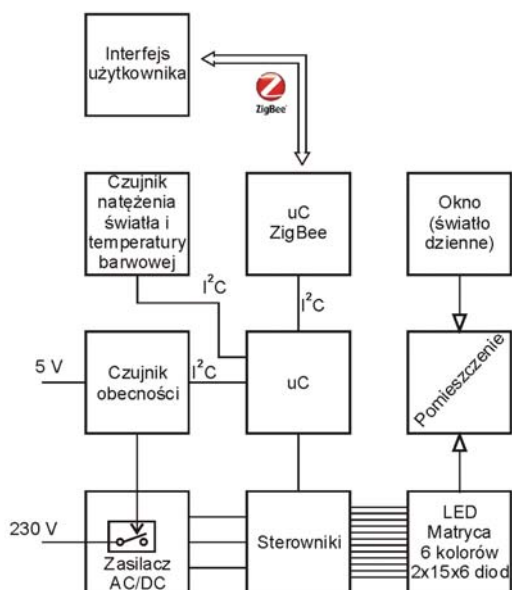 Interfejs
użytkownika
Z
ZigBee
Czujnik
natężenia
światła i
temperatury
barwowej
uC
ZigBee
Okno
(światło
dzienne)
I²C
I²C
5 V
Czujnik
obecności
I²C
uC
Pomieszczenie
230 V
Zasilacz
AC/DC
Sterowniki
LED
Matryca
6 kolorów
2x15x6 diod